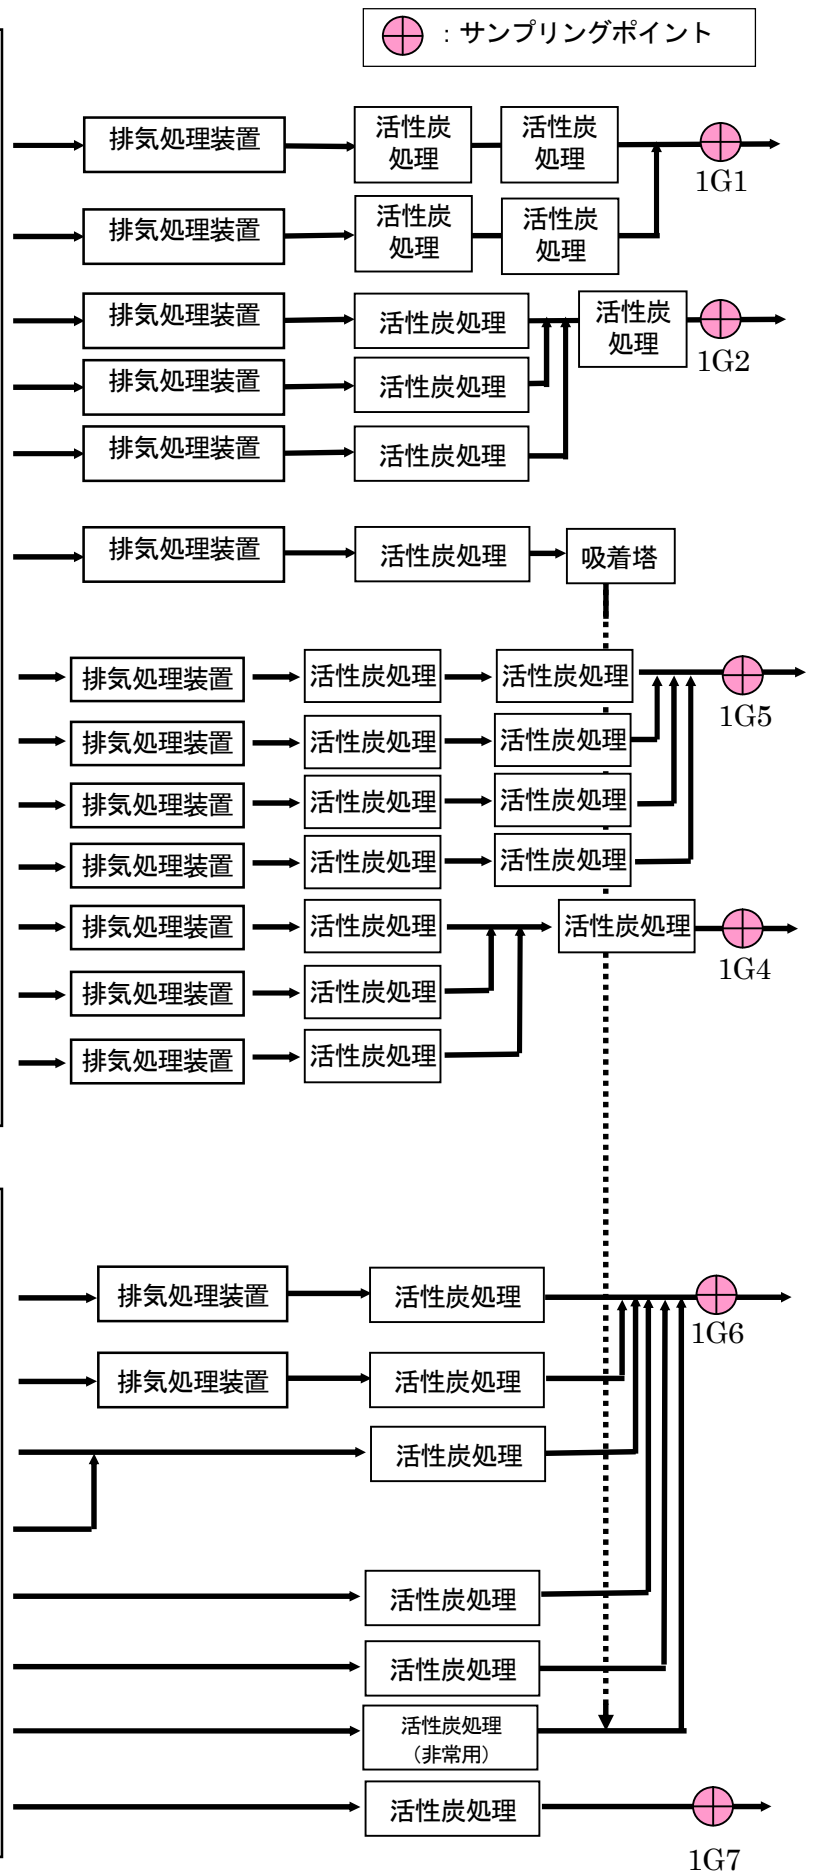 ：サンプリングポイント
排気処理装置
活性炭
処理
活性炭
処理
1G1
排気処理装置
活性炭
処理
活性炭
処理
排気処理装置
活性炭処理
活性炭
処理
1G2
排気処理装置
活性炭処理
排気処理装置
活性炭処理
排気処理装置
活性炭処理
吸着塔
排気処理装置
活性炭処理
活性炭処理
1G5
排気処理装置
活性炭処理
活性炭処理
排気処理装置
活性炭処理
活性炭処理
排気処理装置
活性炭処理
活性炭処理
排気処理装置
活性炭処理
活性炭処理
1G4
排気処理装置
活性炭処理
排気処理装置
活性炭処理
排気処理装置
活性炭処理
1G6
排気処理装置
活性炭処理
活性炭処理
活性炭処理
活性炭処理
活性炭処理
（非常用）
活性炭処理
1G7